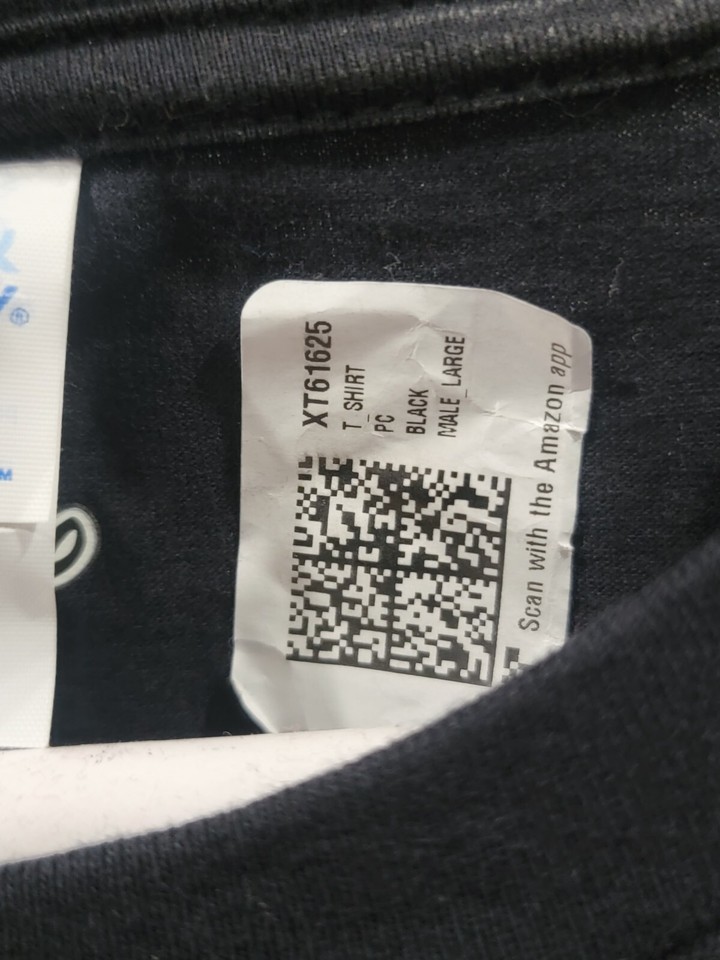 XT61625
T_SHIRT
PC
BLACK
MALE_LARGE
Scan with the Amazon app
M